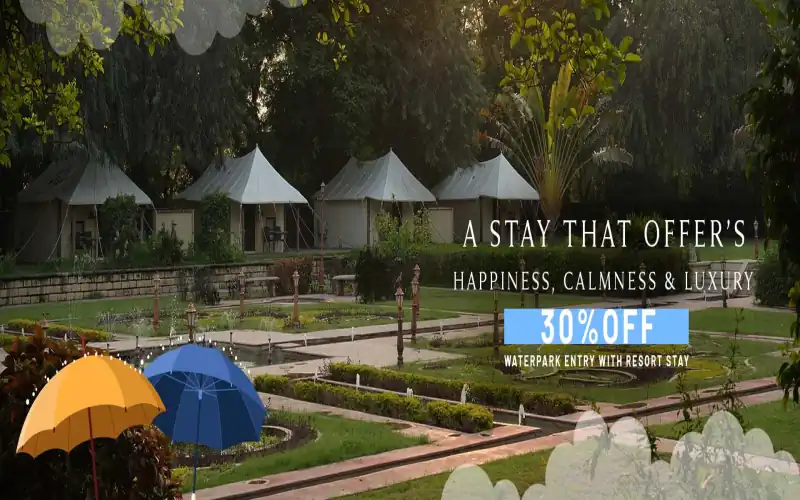 A STAY THAT OFFER'S
HAPPINESS, CALMNESS & LUXURY
30%OFF
WATERPARK ENTRY WITH RESORT STAY